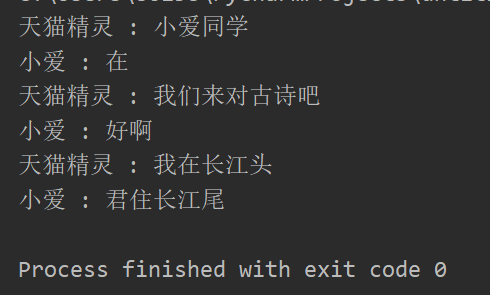 天猫精灵 : 小爱同学
小爱 : 在
天猫精灵 : 我们来对古诗吧
小爱 : 好啊
天猫精灵 : 我在长江头
小爱 : 君住长江尾
Process finished with exit code 0